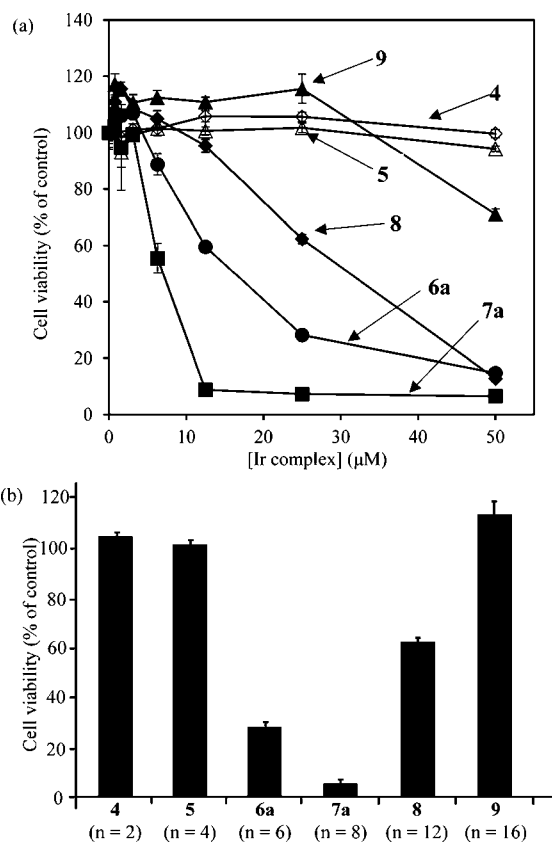 (a)
140
120
100
80
60
40
20
0
Cell viability (% of control)
0 10 20 30 40 50
[Ir complex] (μM)
9
4
5
8
6a
7a
(b)
120
100
80
60
40
20
0
Cell viability (% of control)
4 5 6a 7a 8 9
(n = 2) (n = 4) (n = 6) (n = 8) (n = 12) (n = 16)